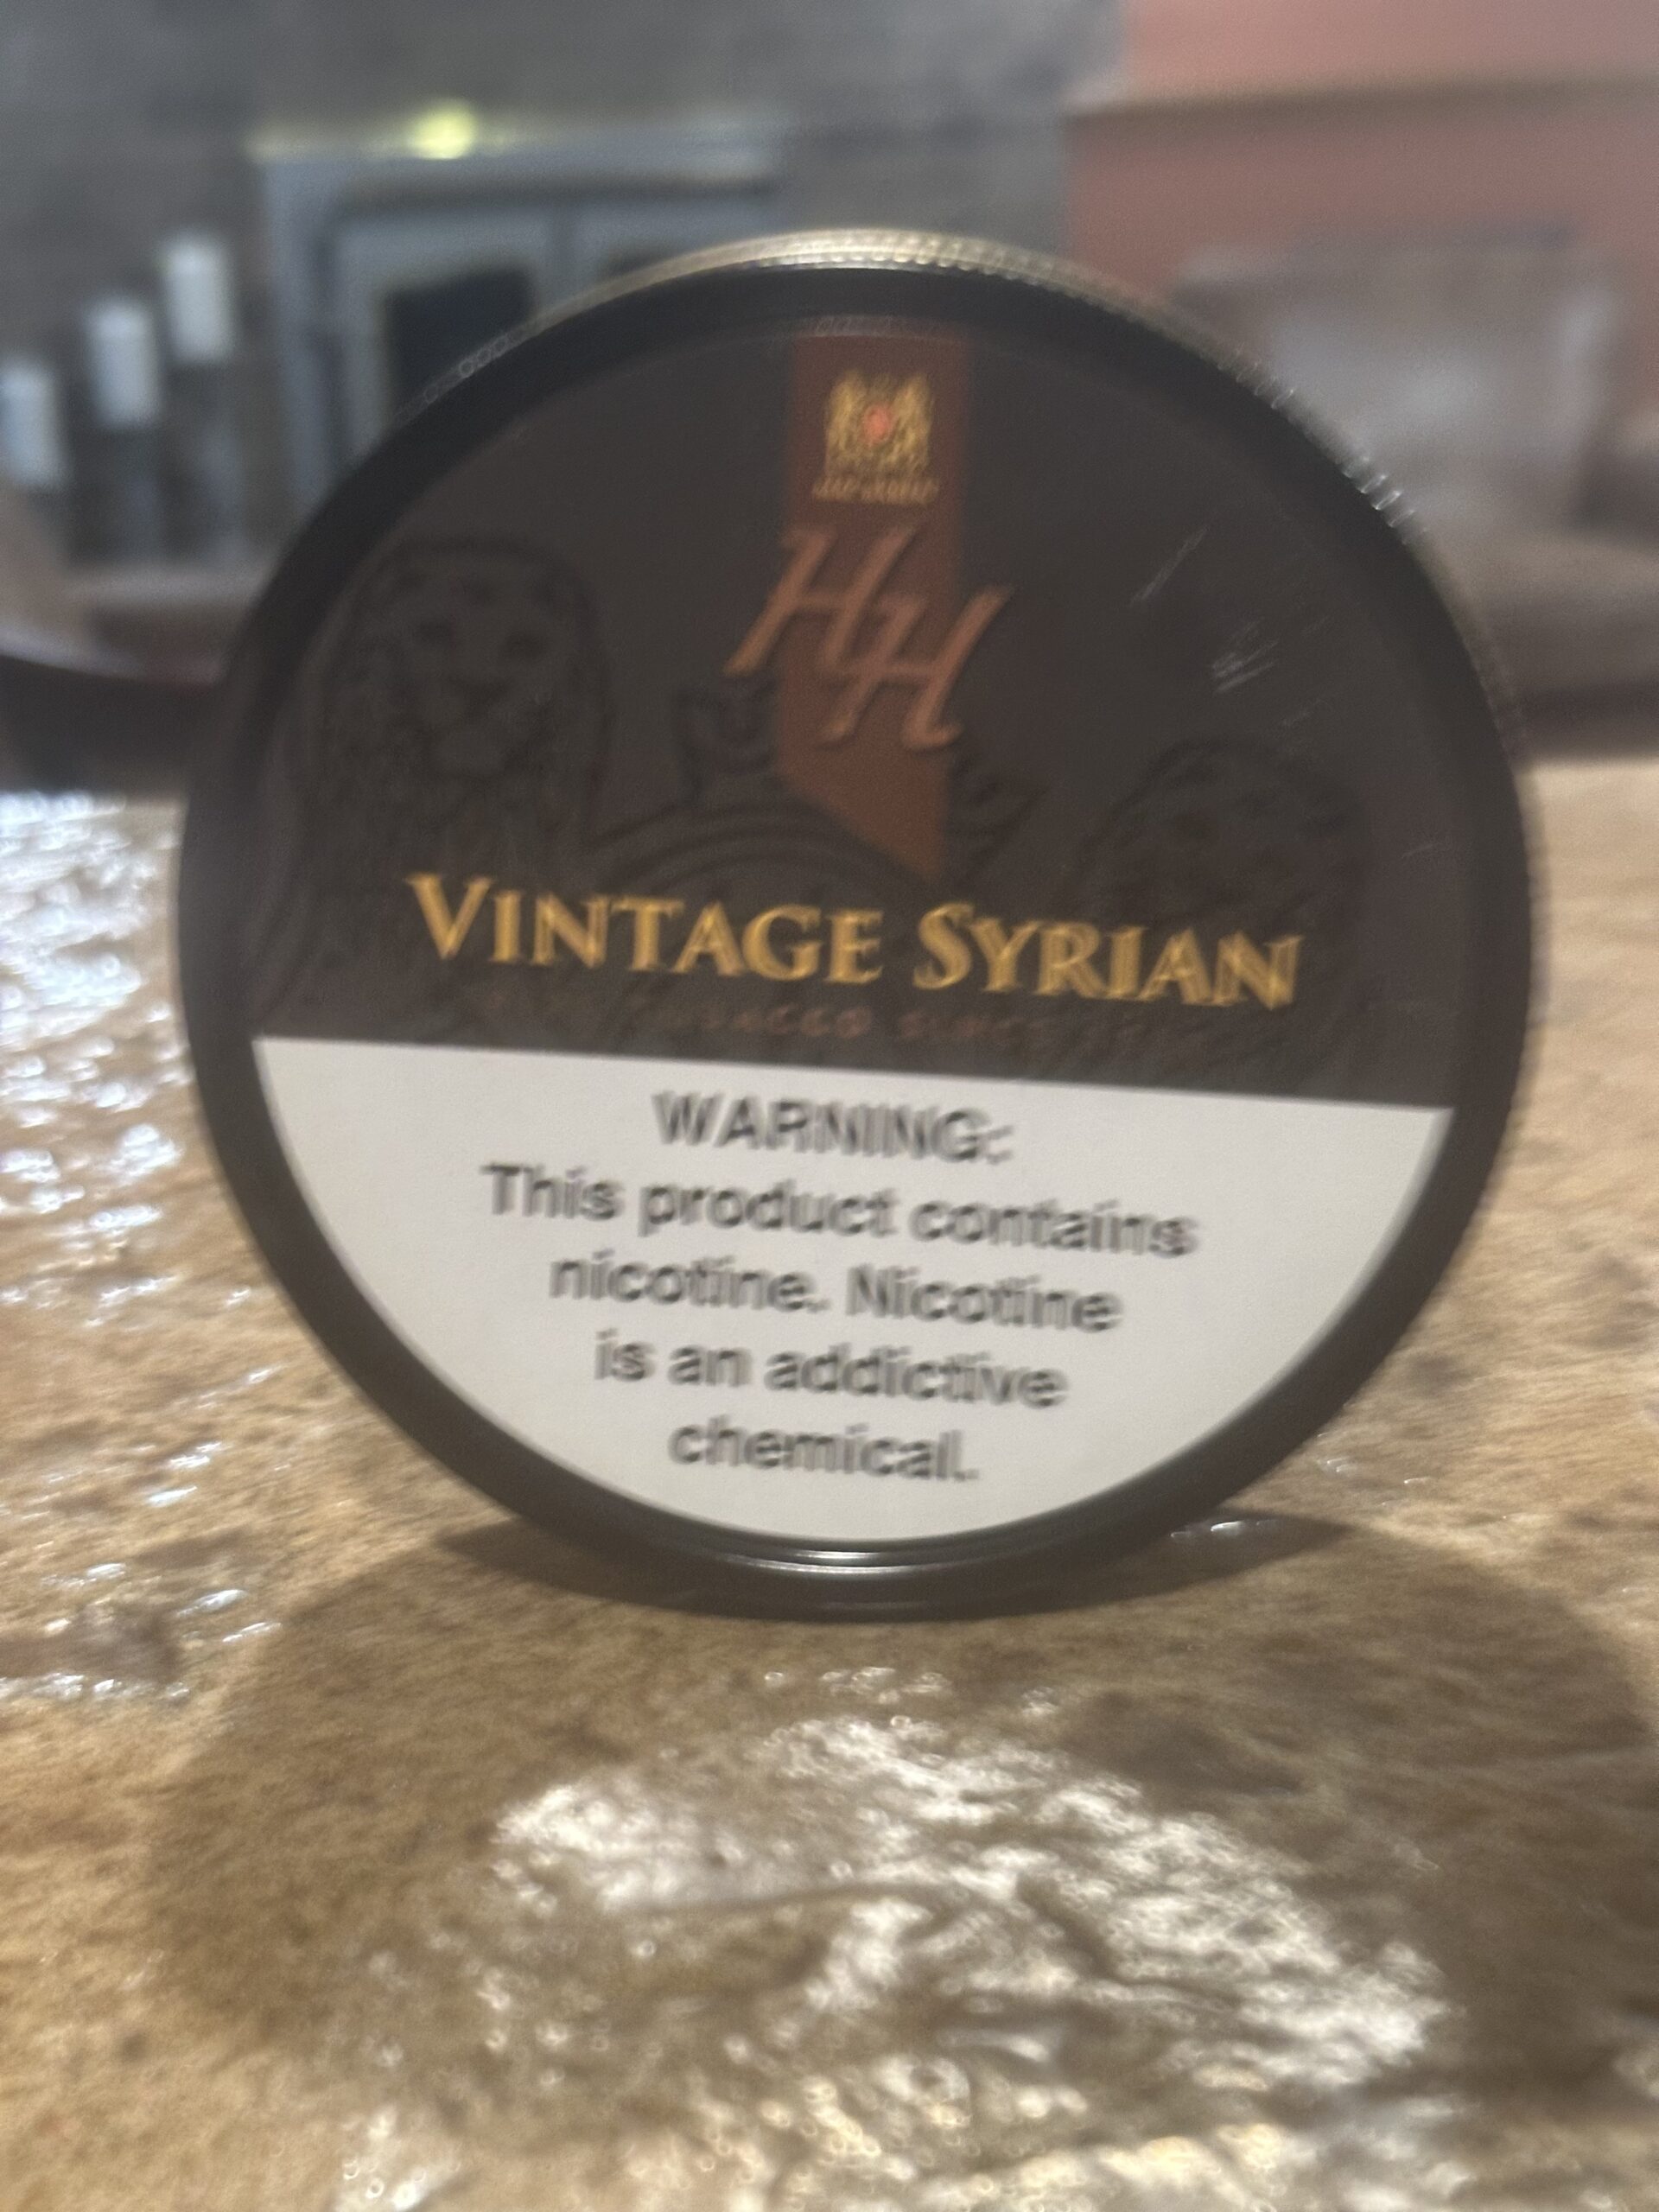 HH
VINTAGE SYRIAN
WARNING:
This product contains
nicotine. Nicotine
is an addictive
chemical.